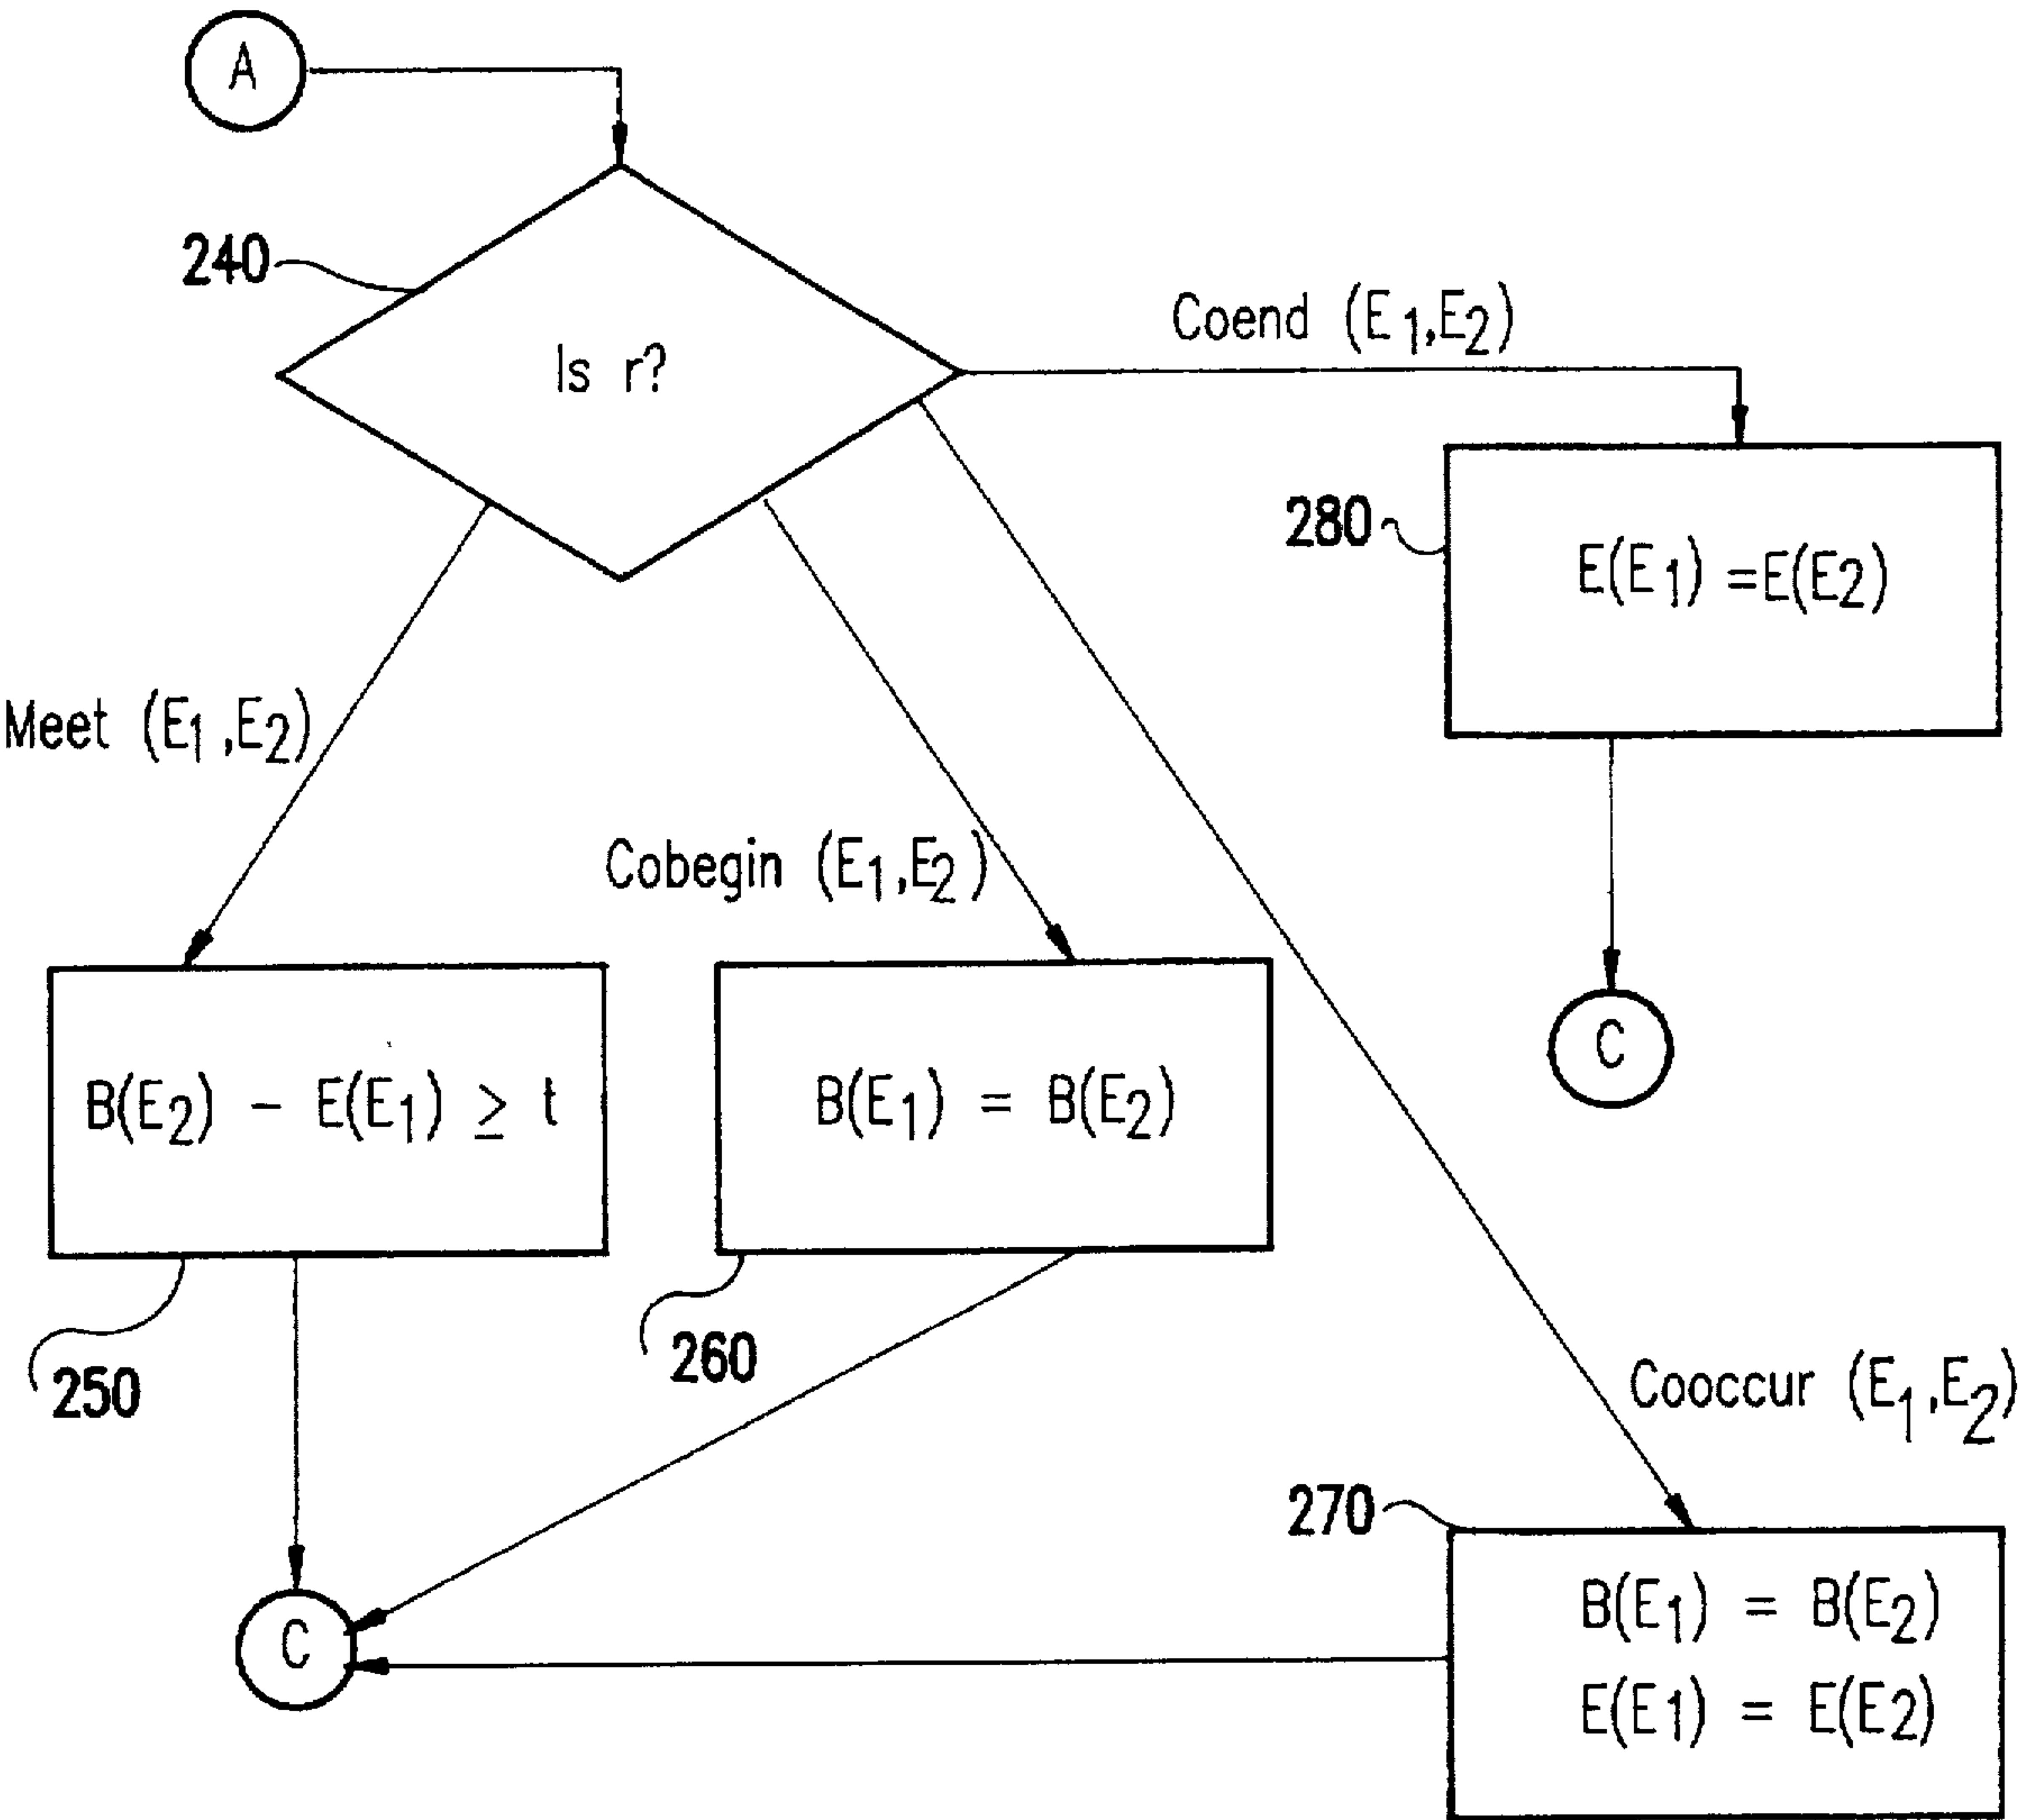 A
240
Is r?
Coend (E1,E2)
280
E(E1) =E(E2)
Meet (E1,E2)
Cobegin (E1,E2)
C
B(E2) - E(E1) ≥ t
B(E1) = B(E2)
250
260
Cooccur (E1,E2)
270
C
B(E1) = B(E2)
E(E1) = E(E2)